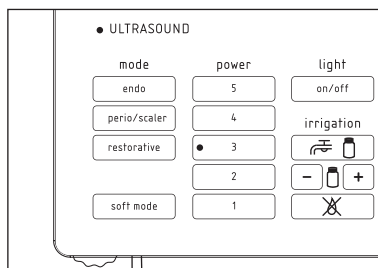 ULTRASOUND
mode power light
endo 5 on/off
perio/scaler 4
irrigation
restorative 3
2 - +
soft mode 1